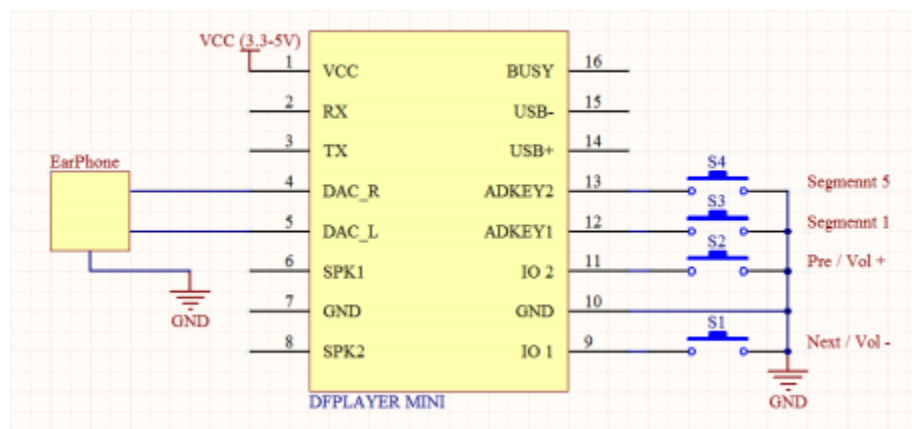 VCC (3.3-5V)
1 VCC BUSY 16
2 RX USB- 15
3 TX USB+ 14
EarPhone
S4
4 DAC_R ADKEY2 13 Segmennt 5
S3
5 DAC_L ADKEY1 12 Segmennt 1
S2
6 SPK1 IO 2 11 Pre / Vol +
7 GND GND 10
GND
S1
8 SPK2 IO 1 9 Next / Vol -
DFPLAYER MINI
GND